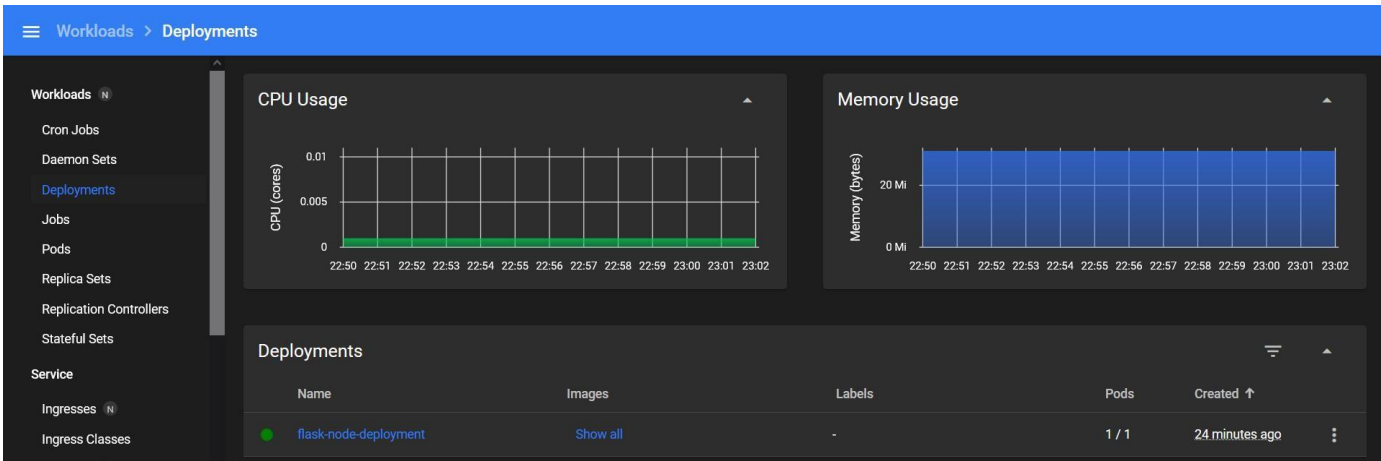 Workloads > Deployments
Workloads N
Cron Jobs
Daemon Sets
Deployments
Jobs
Pods
Replica Sets
Replication Controllers
Stateful Sets
Service
Ingresses N
Ingress Classes
CPU Usage
CPU (cores)
0.01
0.005
0
22:50 22:51 22:52 22:53 22:54 22:55 22:56 22:57 22:58 22:59 23:00 23:01 23:02
Memory Usage
Memory (bytes)
20 Mi
0 Mi
22:50 22:51 22:52 22:53 22:54 22:55 22:56 22:57 22:58 22:59 23:00 23:01 23:02
Deployments
Name Images Labels Pods Created ↑
flask-node-deployment Show all - 1 / 1 24 minutes ago